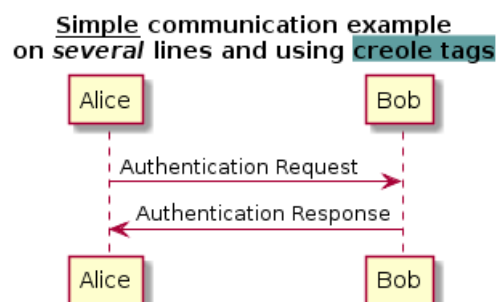 Simple communication example
on several lines and using creole tags
Alice
Bob
Authentication Request
Authentication Response
Alice
Bob